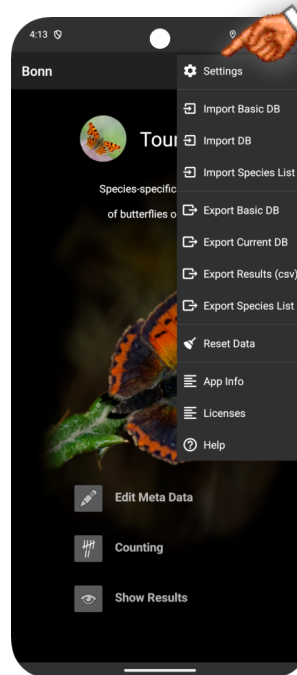 4:13
Bonn
Settings
Import Basic DB
Import DB
Import Species List
Export Basic DB
Export Current DB
Export Results (csv)
Export Species List
Reset Data
App Info
Licenses
Help
Tour
Species-specific
of butterflies o
Edit Meta Data
Counting
Show Results